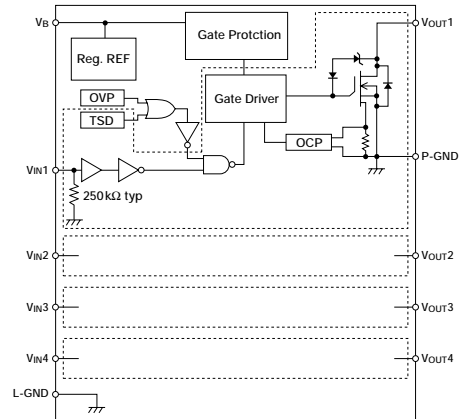 VB
VOUT1
Gate Protction
Reg. REF
OVP
TSD
Gate Driver
OCP
P-GND
VIN1
250kΩ typ
VIN2
VOUT2
VIN3
VOUT3
VIN4
VOUT4
L-GND